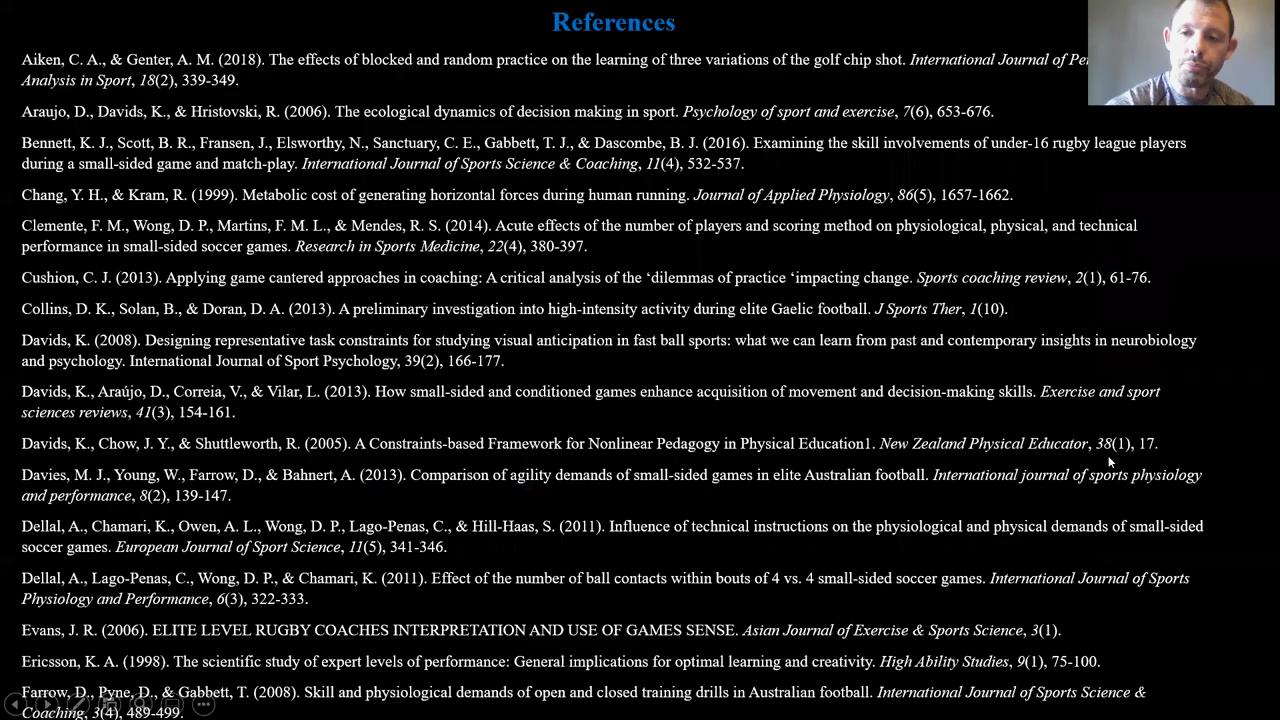 References
Aiken, C. A., & Genter, A. M. (2018). The effects of blocked and random practice on the learning of three variations of the golf chip shot. International Journal of
Analysis in Sport, 18(2), 339-349.
Araujo, D., Davids, K., & Hristovski, R. (2006). The ecological dynamics of decision making in sport. Psychology of sport and exercise, 7(6), 653-676.
Bennett, K. J., Scott, B. R., Fransen, J., Elsworthy, N., Sanctuary, C. E., Gabbett, T. J., & Dascombe, B. J. (2016). Examining the skill involvements of under-16 rugby league players
during a small-sided game and match-play. International Journal of Sports Science & Coaching, 11(4), 532-537.
Chang, Y. H., & Kram, R. (1999). Metabolic cost of generating horizontal forces during human running. Journal of Applied Physiology, 86(5), 1657-1662.
Clemente, F. M., Wong, D. P., Martins, F. M. L., & Mendes, R. S. (2014). Acute effects of the number of players and scoring method on physiological, physical, and technical
performance in small-sided soccer games. Research in Sports Medicine, 22(4), 380-397.
Cushion, C. J. (2013). Applying game cantered approaches in coaching: A critical analysis of the ‘dilemmas of practice ‘impacting change. Sports coaching review, 2(1), 61-76.
Collins, D. K., Solan, B., & Doran, D. A. (2013). A preliminary investigation into high-intensity activity during elite Gaelic football. J Sports Ther, 1(10).
Davids, K. (2008). Designing representative task constraints for studying visual anticipation in fast ball sports: what we can learn from past and contemporary insights in neurobiology
and psychology. International Journal of Sport Psychology, 39(2), 166-177.
Davids, K., Araújo, D., Correia, V., & Vilar, L. (2013). How small-sided and conditioned games enhance acquisition of movement and decision-making skills. Exercise and sport
sciences reviews, 41(3), 154-161.
Davids, K., Chow, J. Y., & Shuttleworth, R. (2005). A Constraints-based Framework for Nonlinear Pedagogy in Physical Education1. New Zealand Physical Educator, 38(1), 17.
Davies, M. J., Young, W., Farrow, D., & Bahnert, A. (2013). Comparison of agility demands of small-sided games in elite Australian football. International journal of sports physiology
and performance, 8(2), 139-147.
Dellal, A., Chamari, K., Owen, A. L., Wong, D. P., Lago-Penas, C., & Hill-Haas, S. (2011). Influence of technical instructions on the physiological and physical demands of small-sided
soccer games. European Journal of Sport Science, 11(5), 341-346.
Dellal, A., Lago-Penas, C., Wong, D. P., & Chamari, K. (2011). Effect of the number of ball contacts within bouts of 4 vs. 4 small-sided soccer games. International Journal of Sports
Physiology and Performance, 6(3), 322-333.
Evans, J. R. (2006). ELITE LEVEL RUGBY COACHES INTERPRETATION AND USE OF GAMES SENSE. Asian Journal of Exercise & Sports Science, 3(1).
Ericsson, K. A. (1998). The scientific study of expert levels of performance: General implications for optimal learning and creativity. High Ability Studies, 9(1), 75-100.
Farrow, D., Pyne, D., & Gabbett, T. (2008). Skill and physiological demands of open and closed training drills in Australian football. International Journal of Sports Science &
Coaching, 3(4), 489-499.